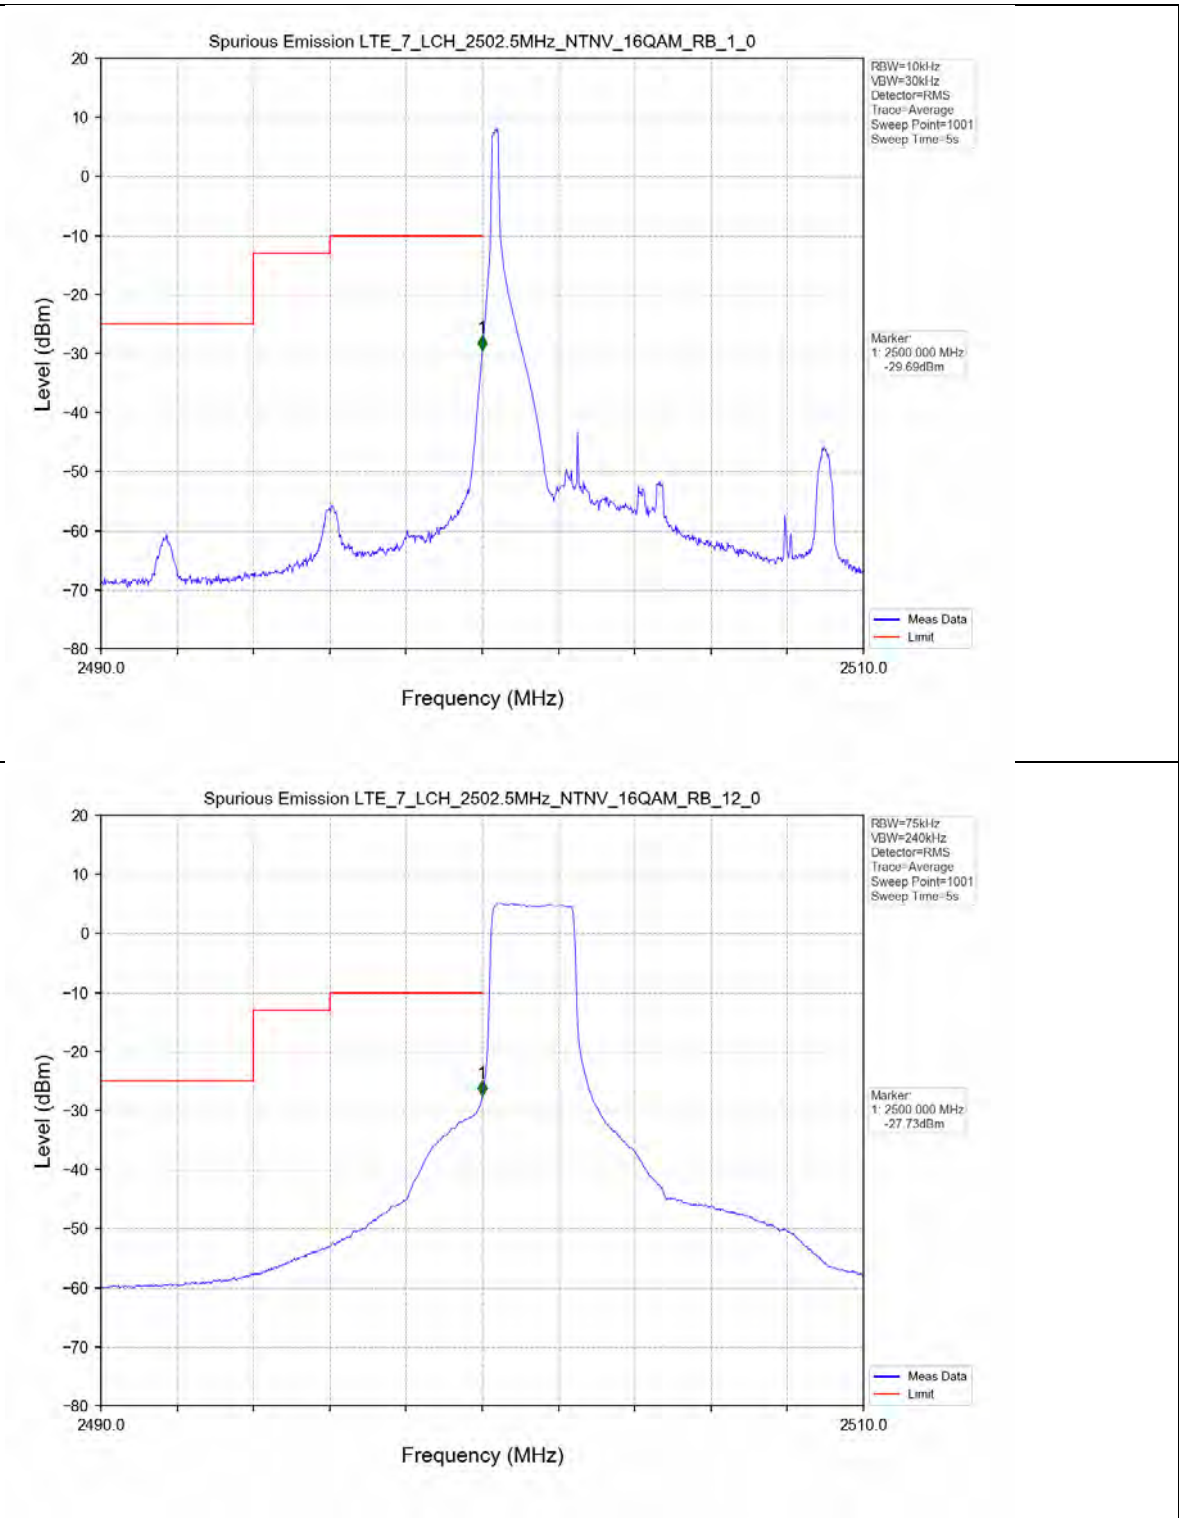 Spurious Emission LTE_7_LCH_2502.5MHz_NTNV_16QAM_RB_1_0
20
10
0
−10
−20
−30
−40
−50
−60
−70
−80
Level (dBm)
2490.0
2510.0
Frequency (MHz)
1
RBW=10kHz
VBW=30kHz
Detector=RMS
Trace=Average
Sweep Point=1001
Sweep Time=5s
Marker:
1: 2500.000 MHz
-29.69dBm
Meas Data
Limit
Spurious Emission LTE_7_LCH_2502.5MHz_NTNV_16QAM_RB_12_0
20
10
0
−10
−20
−30
−40
−50
−60
−70
−80
Level (dBm)
2490.0
2510.0
Frequency (MHz)
1
RBW=75kHz
VBW=240kHz
Detector=RMS
Trace=Average
Sweep Point=1001
Sweep Time=5s
Marker:
1: 2500.000 MHz
-27.73dBm
Meas Data
Limit